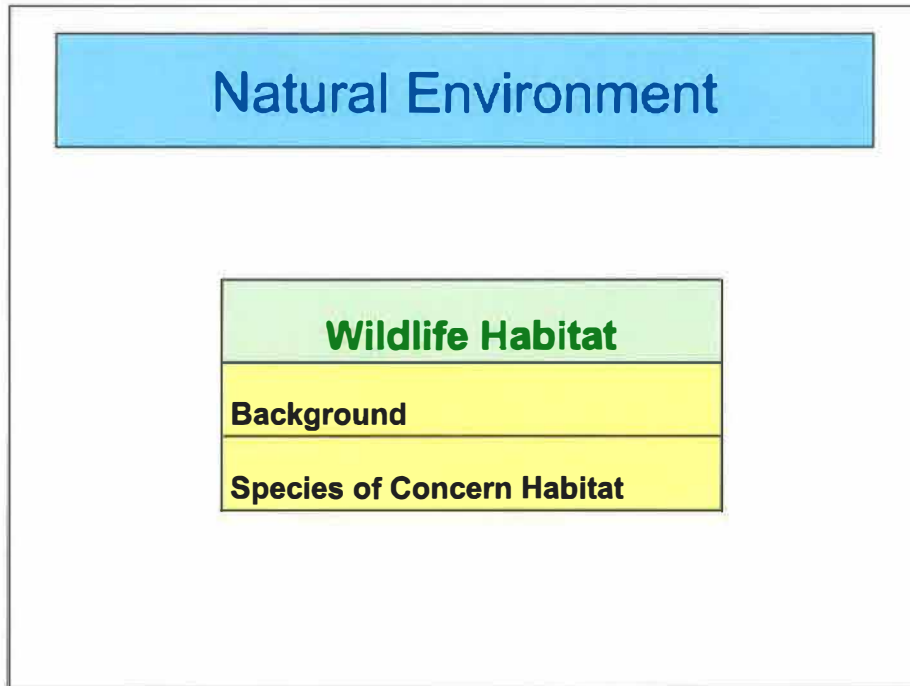 Natural Environment
Wildlife Habitat
Background
Species of Concern Habitat